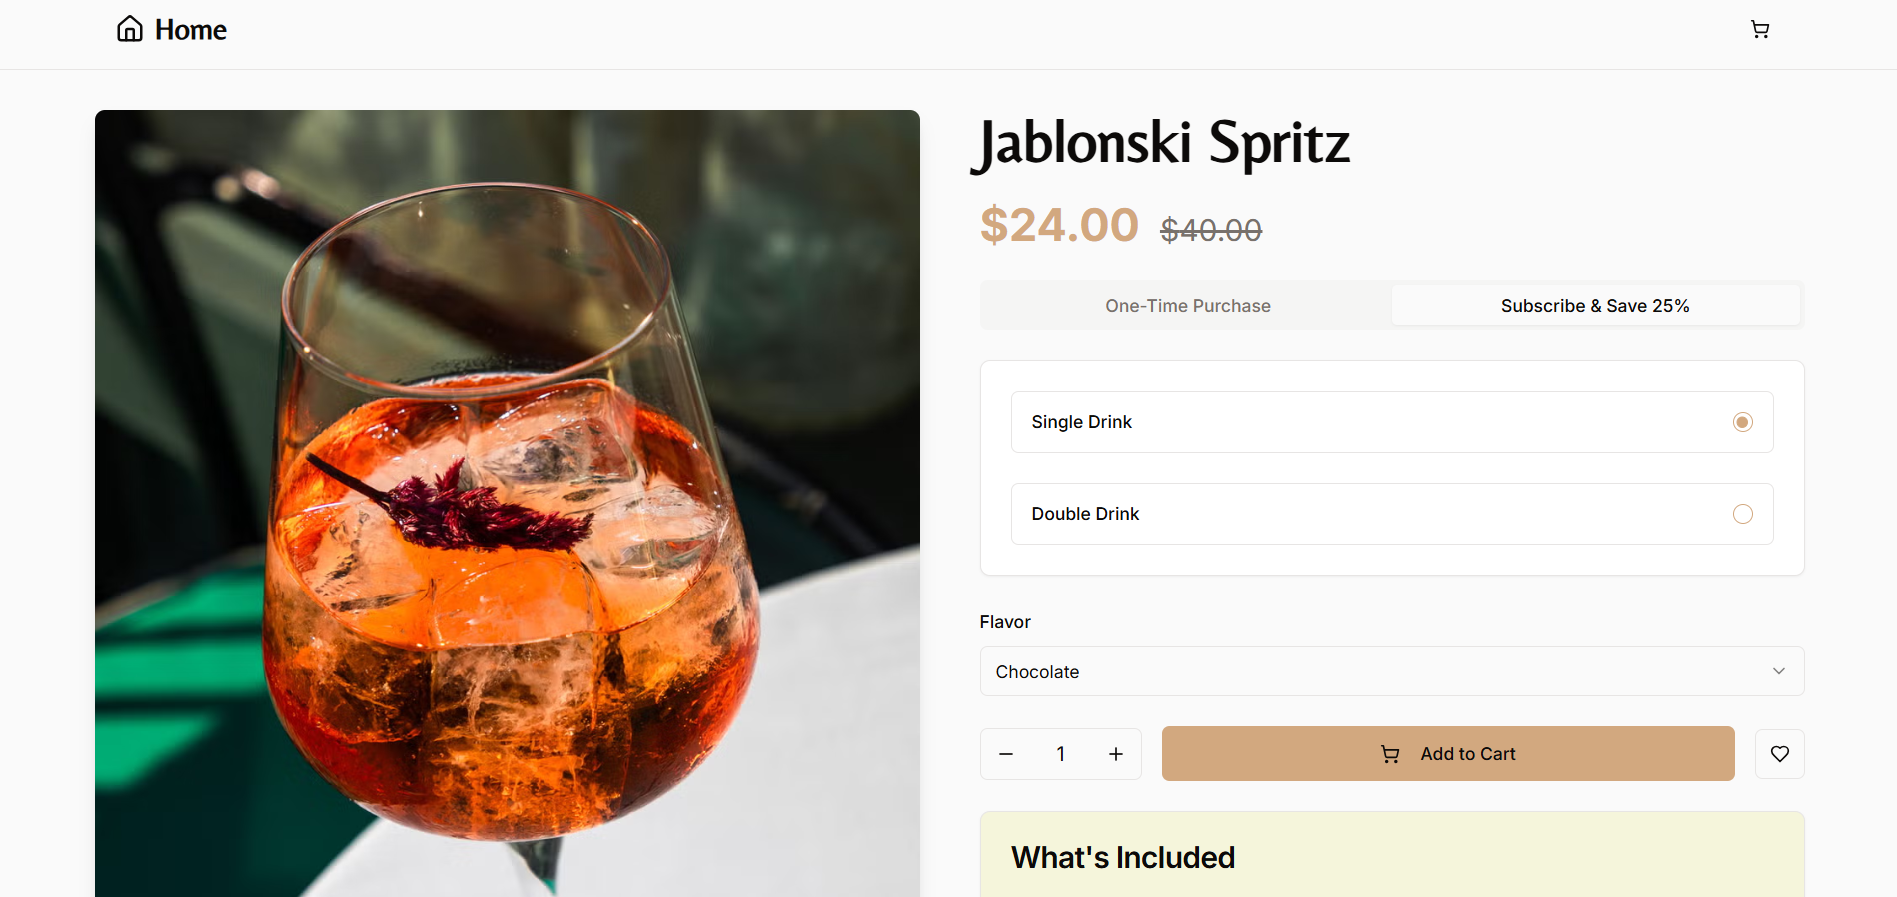 Home
Jablonski Spritz
$24.00 $40.00
One-Time Purchase Subscribe & Save 25%
Single Drink
Double Drink
Flavor
Chocolate
1 Add to Cart
What's Included